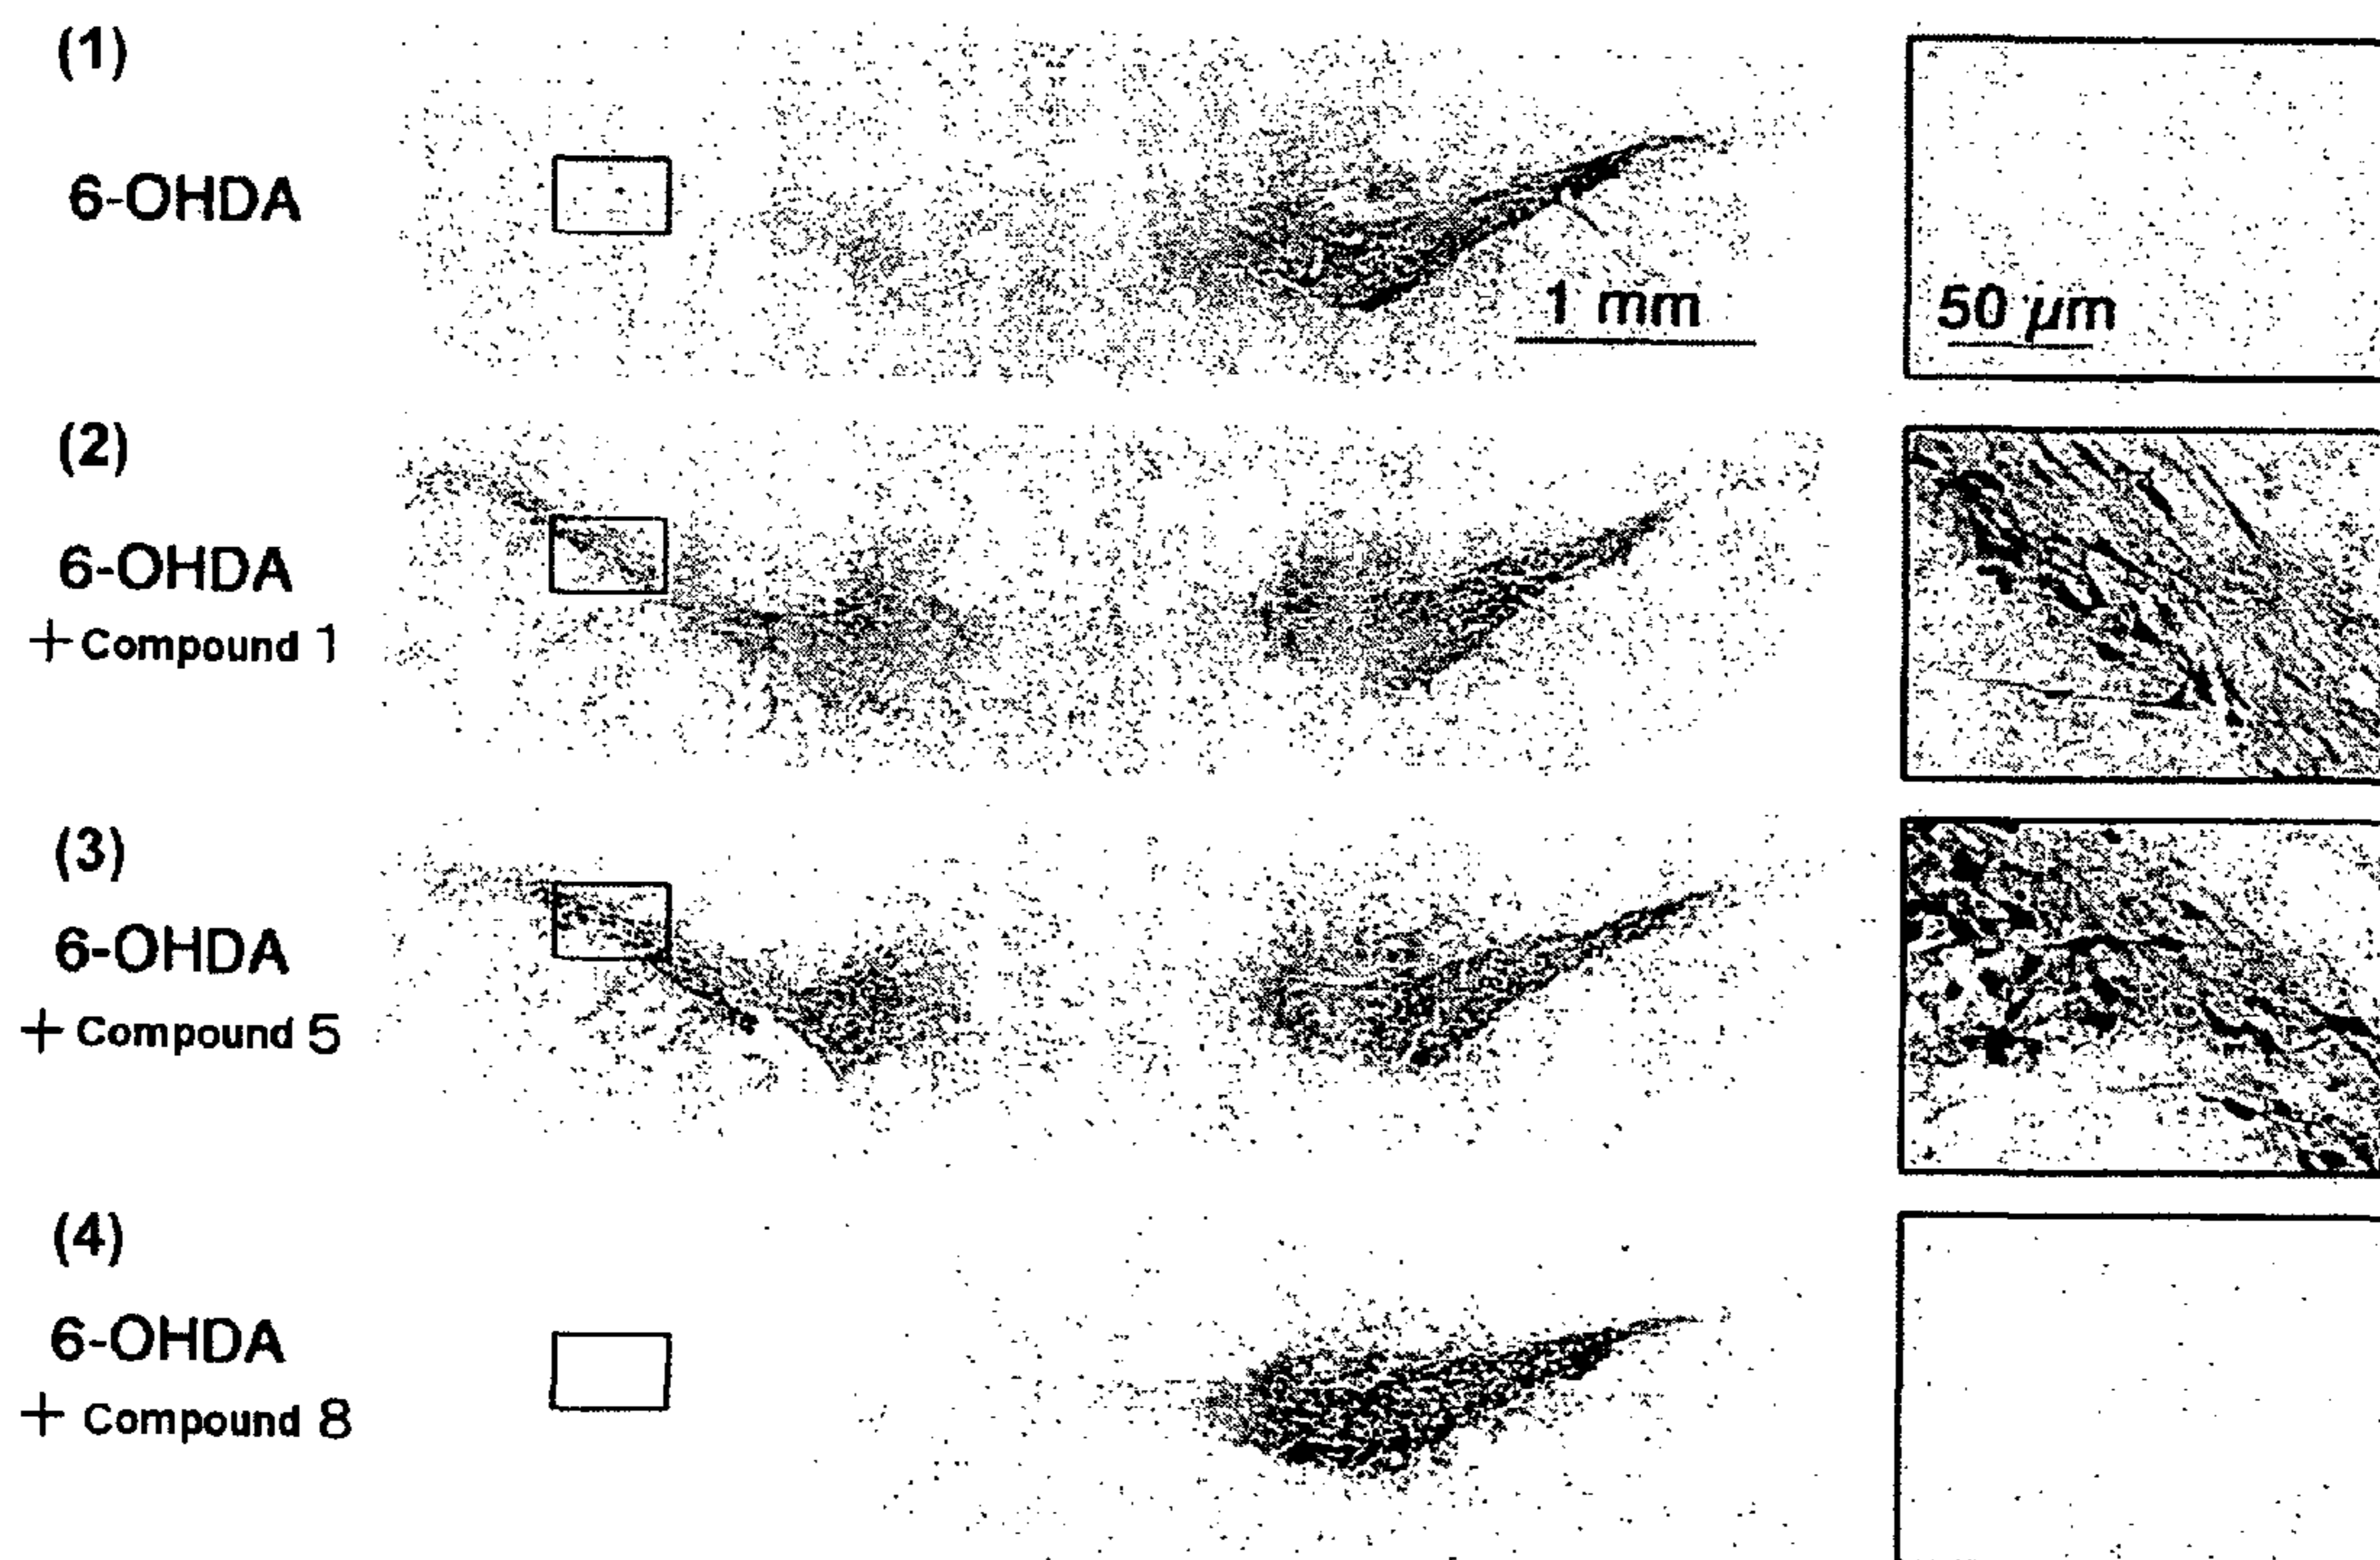 (1)
6-OHDA
1 mm
50 µm
(2)
6-OHDA
+ Compound 1
(3)
6-OHDA
+ Compound 5
(4)
6-OHDA
+ Compound 8